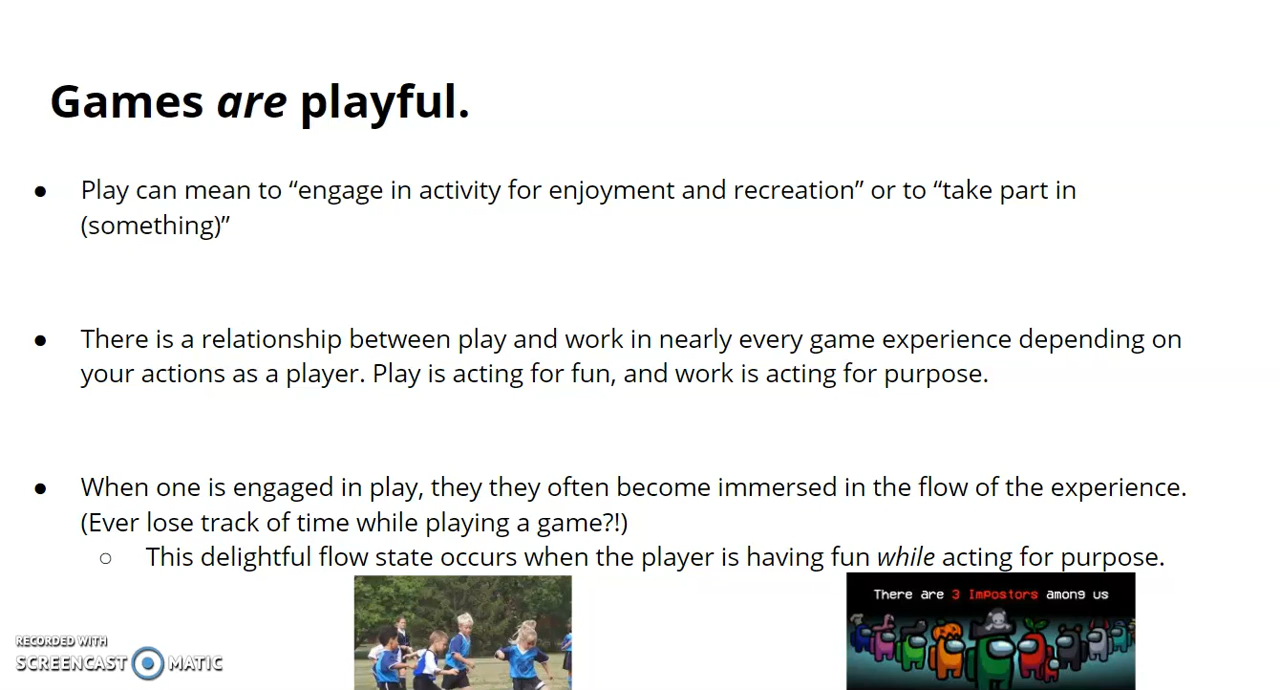 Games are playful.
● Play can mean to “engage in activity for enjoyment and recreation” or to “take part in
(something)”
● There is a relationship between play and work in nearly every game experience depending on
your actions as a player. Play is acting for fun, and work is acting for purpose.
● When one is engaged in play, they they often become immersed in the flow of the experience.
(Ever lose track of time while playing a game?!)
○ This delightful flow state occurs when the player is having fun while acting for purpose.
There are 3 Impostors among us
RECORDED WITH
SCREENCAST MATIC